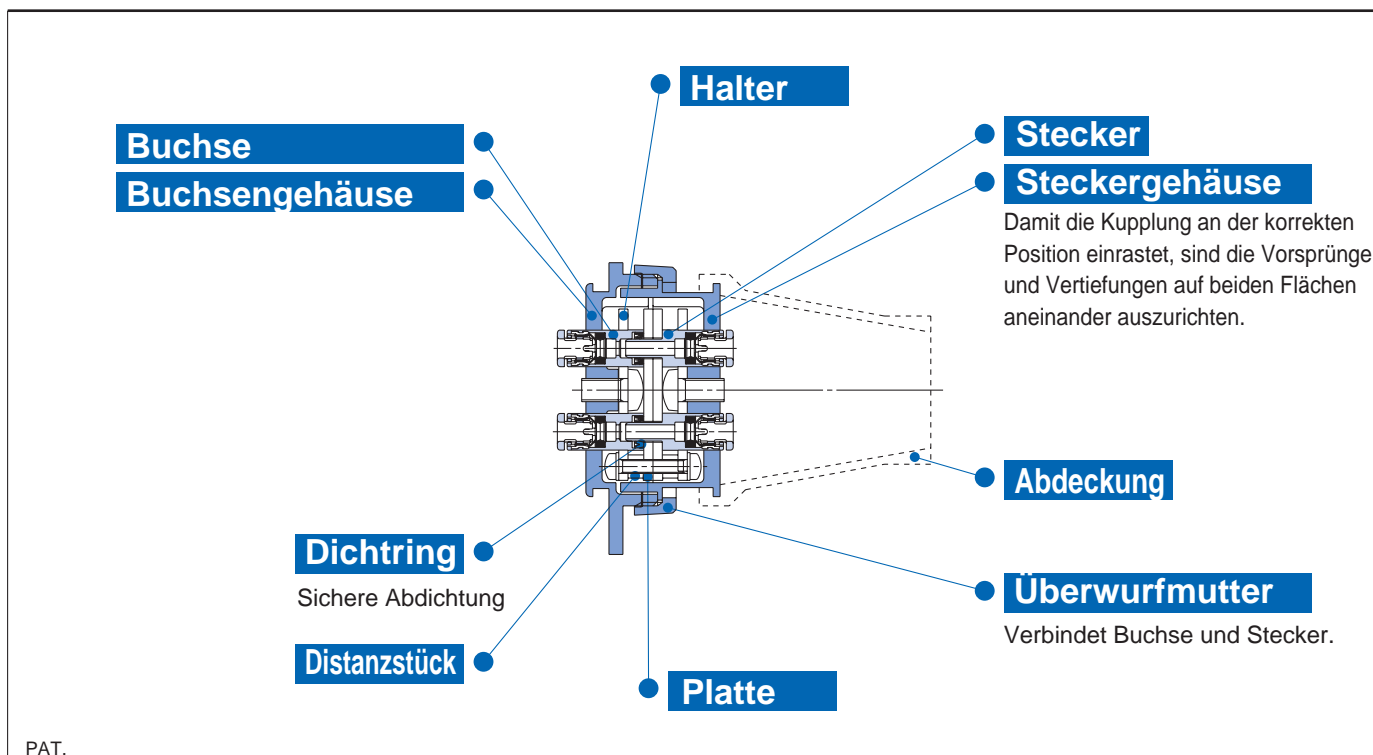 Halter
Buchse
Buchsengehäuse
Stecker
Steckergehäuse
Damit die Kupplung an der korrekten
Position einrastet, sind die Vorsprünge
und Vertiefungen auf beiden Flächen
aneinander auszurichten.
Abdeckung
Dichtring
Sichere Abdichtung
Überwurfmutter
Verbindet Buchse und Stecker.
Distanzstück
Platte
PAT.